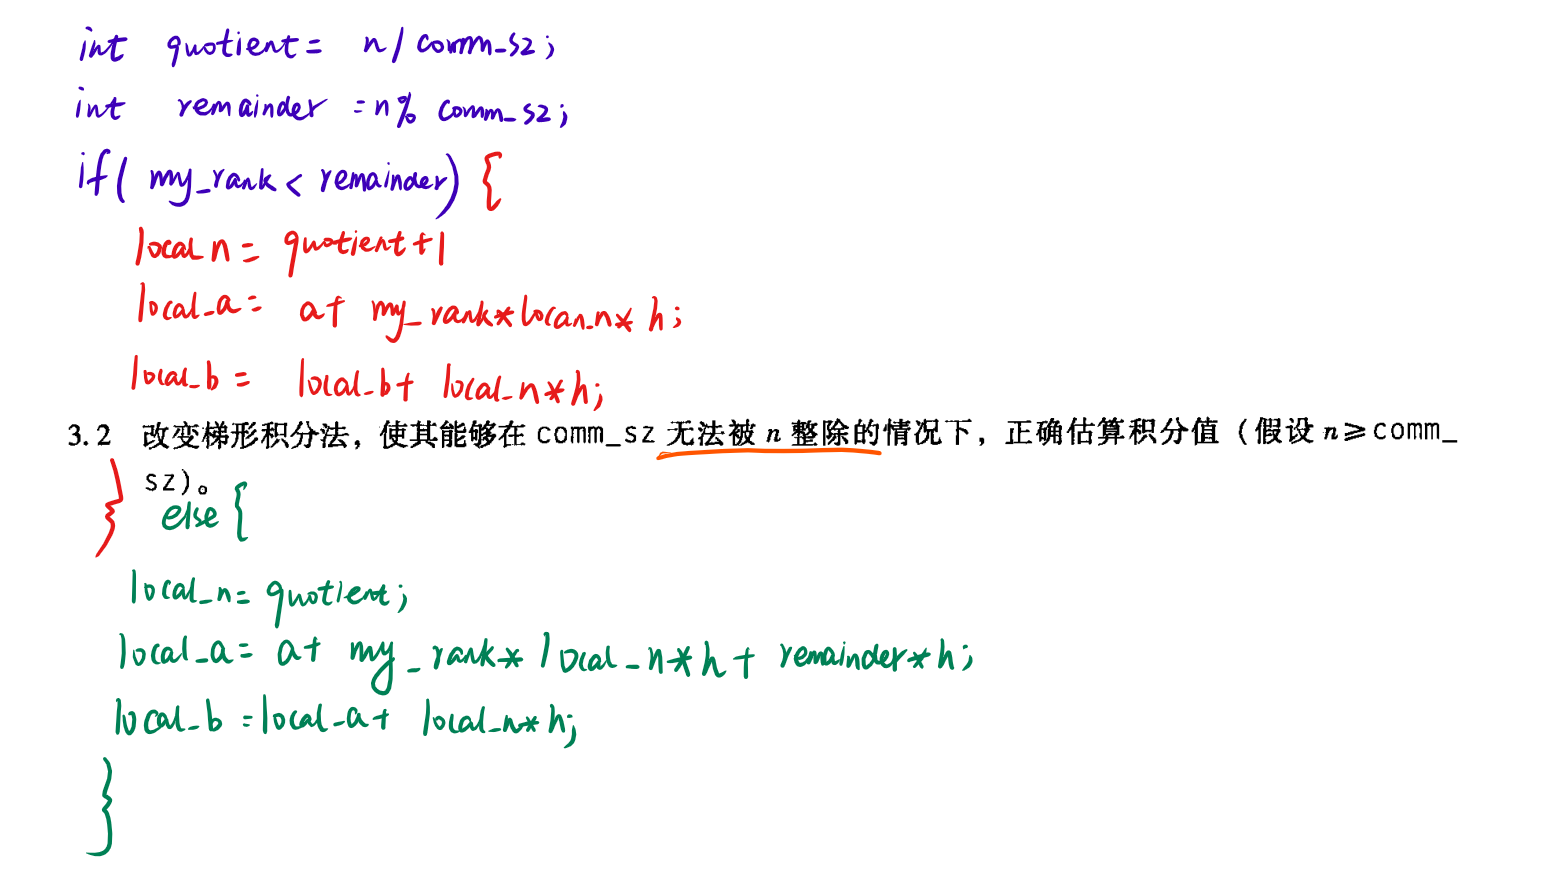 int quotient = n / comm_sz;
int remainder = n % comm_sz;
if( my_rank < remainder) {
local_n = quotient+1
local_a = a+ my_rank*locan_n* h;
local_b = local_b+ local_n*h;
3.2 改变梯形积分法，使其能够在 comm_sz 无法被 n 整除的情况下，正确估算积分值（假设 n≥comm_
sz）。
} else {
local_n= quotient;
local_a= a+ my_rank* local_n*h+ remainder*h;
local_b =local_a+ local_n*h;
}